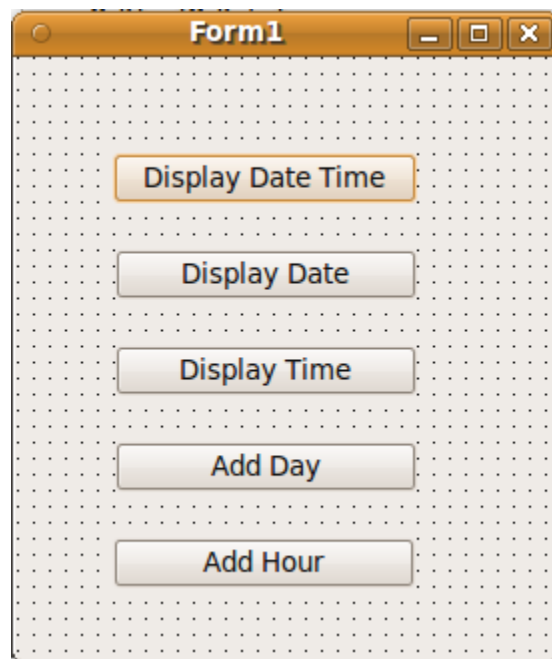 Form1
Display Date Time
Display Date
Display Time
Add Day
Add Hour